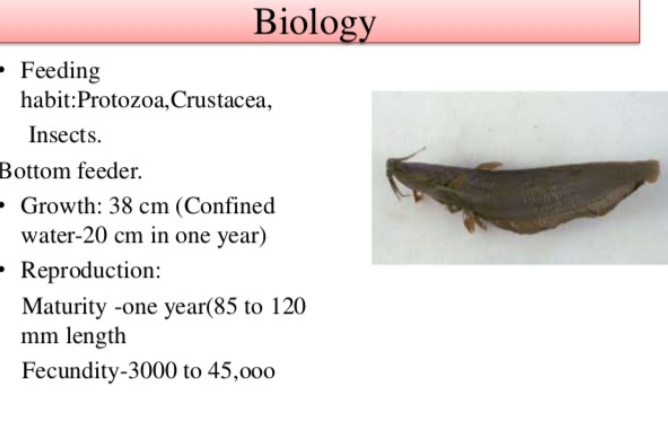 Biology
• Feeding
habit:Protozoa,Crustacea,
Insects.
Bottom feeder.
• Growth: 38 cm (Confined
water-20 cm in one year)
• Reproduction:
Maturity -one year(85 to 120
mm length
Fecundity-3000 to 45,ooo